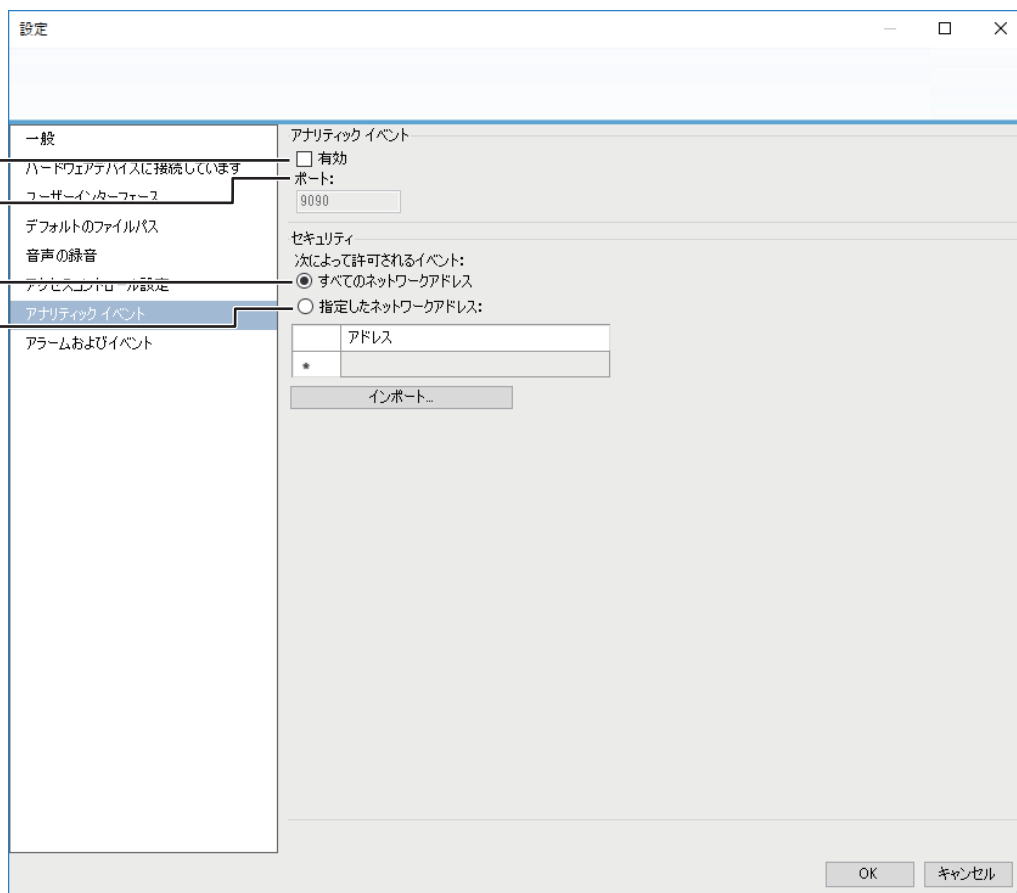 設定
一般
ハードウェアデバイスに接続しています
ユーザーインターフェース
デフォルトのファイルパス
音声の録音
アクセスコントロール設定
アナリティック イベント
アラームおよびイベント
アナリティック イベント
有効
ポート:
9090
セキュリティ
次によって許可されるイベント:
すべてのネットワークアドレス
指定したネットワークアドレス:
アドレス
*
インポート...
OK
キャンセル